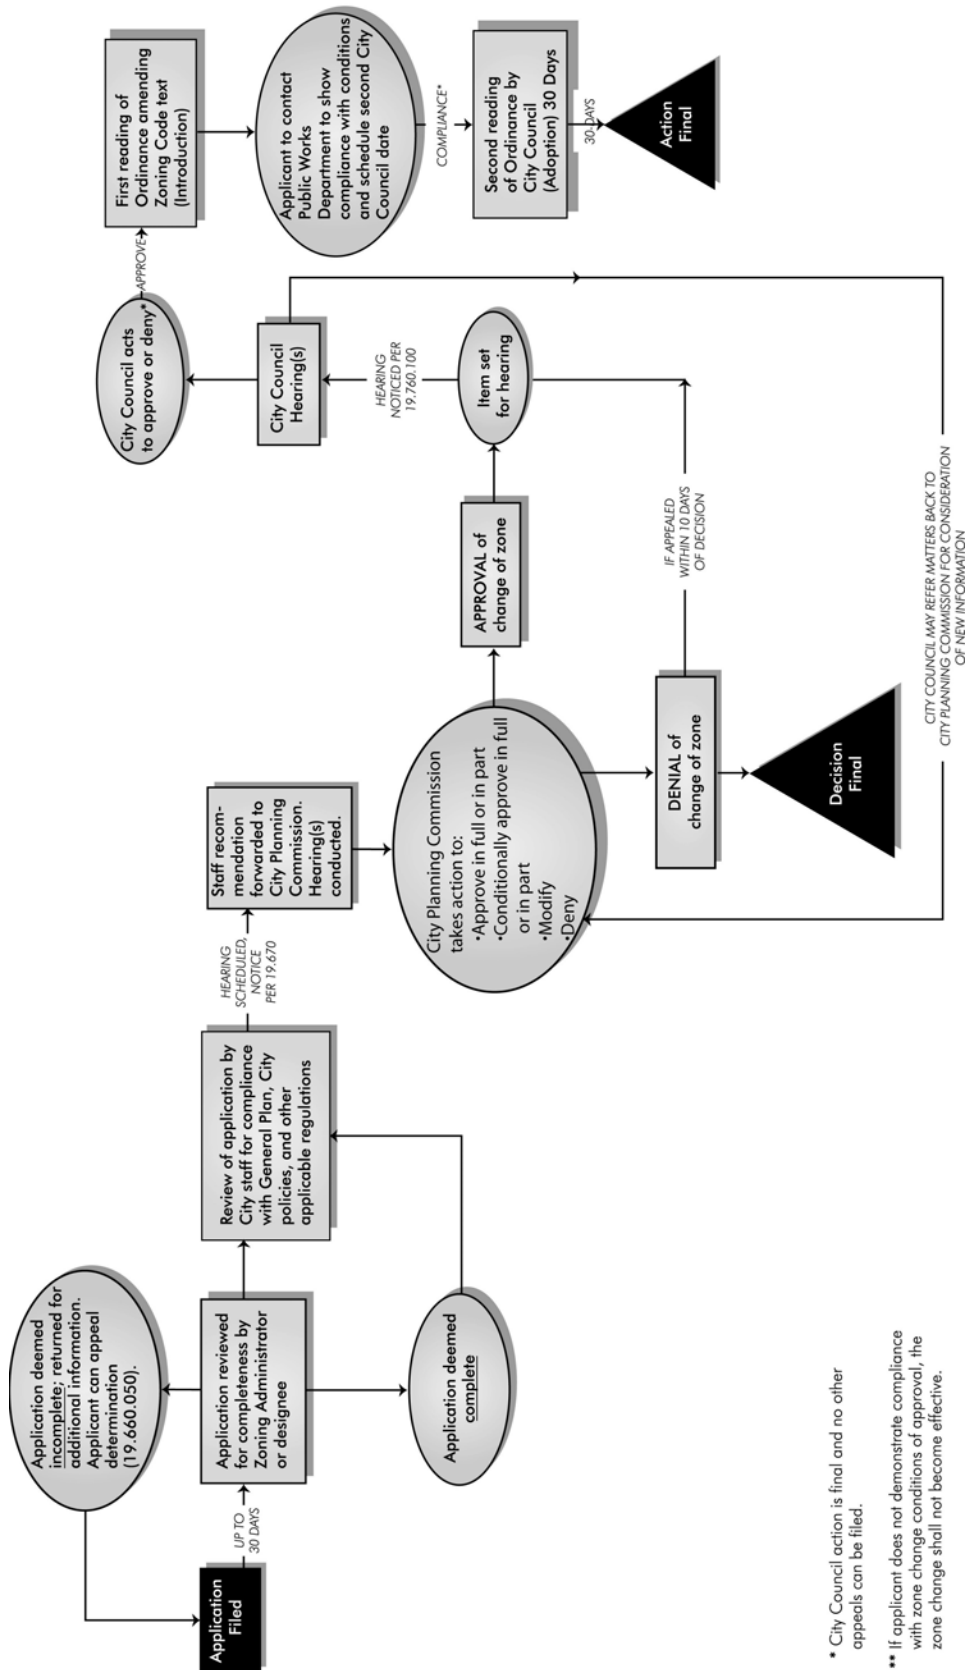 Application
Filed
UP TO
30 DAYS
Application deemed
incomplete; returned for
additional information.
Applicant can appeal
determination
(19.660.050).
Application reviewed
for completeness by
Zoning Administrator
or designee
Application deemed
complete
Review of application by
City staff for compliance
with General Plan, City
policies, and other
applicable regulations
HEARING
SCHEDULED,
NOTICE
PER 19.670
Staff recom-
mendation
forwarded to
City Planning
Commission.
Hearing(s)
conducted.
City Planning Commission
takes action to:
•Approve in full or in part
•Conditionally approve in full
or in part
•Modify
•Deny
APPROVAL of
change of zone
DENIAL of
change of zone
Decision
Final
IF APPEALED
WITHIN 10 DAYS
OF DECISION
Item set
for hearing
HEARING
NOTICED PER
19.760.100
City Council
Hearing(s)
City Council acts
to approve or deny*
APPROVE
CITY COUNCIL MAY REFER MATTERS BACK TO
CITY PLANNING COMMISSION FOR CONSIDERATION
OF NEW INFORMATION
First reading of
Ordinance amending
Zoning Code text
(Introduction)
Applicant to contact
Public Works
Department to show
compliance with conditions
and schedule second City
Council date
COMPLIANCE*
Second reading
of Ordinance by
City Council
(Adoption) 30 Days
30-DAYS
Action
Final
* City Council action is final and no other
appeals can be filed.
** If applicant does not demonstrate compliance
with zone change conditions of approval, the
zone change shall not become effective.